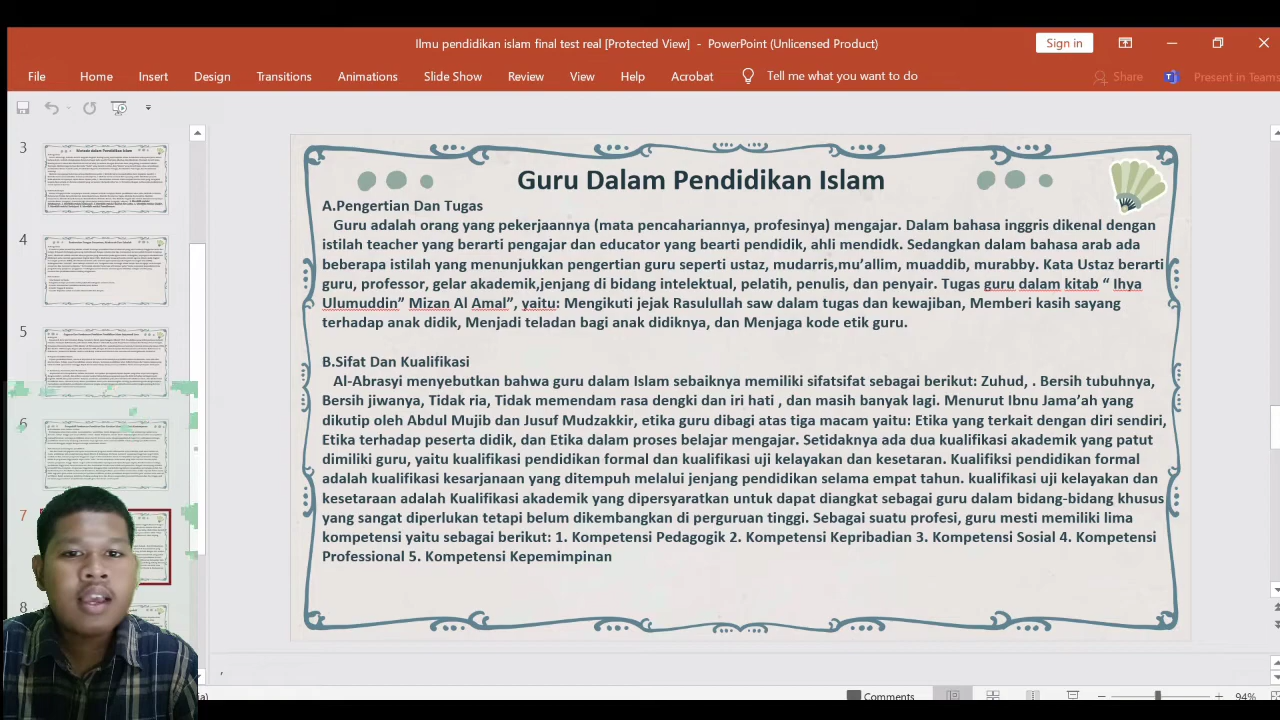 Ilmu pendidikan islam final test real [Protected View] - PowerPoint (Unlicensed Product)
Sign in
File Home Insert Design Transitions Animations Slide Show Review View Help Acrobat Tell me what you want to do Share Present in Teams
3
4
5
6
7
8
Guru Dalam Pendidikan Islam
A.Pengertian Dan Tugas
Guru adalah orang yang pekerjaannya (mata pencahariannya, profesinya) mengajar. Dalam bahasa inggris dikenal dengan
istilah teacher yang berarti pengajar dan educator yang bearti pendidik, ahli mendidk. Sedangkan dalam bahasa arab ada
beberapa istilah yang menunjukkan pengertian guru seperti ustaz, mudarris,mu'allim, muaddib, murabby. Kata Ustaz berarti
guru, professor, gelar akademik,jenjang di bidang intelektual, pelatih, penulis, dan penyair. Tugas guru dalam kitab " Ihya
Ulumuddin" Mizan Al Amal", yaitu: Mengikuti jejak Rasulullah saw dalam tugas dan kewajiban, Memberi kasih sayang
terhadap anak didik, Menjadi teladan bagi anak didiknya, dan Menjaga kode etik guru.
B.Sifat Dan Kualifikasi
Al-Abrasyi menyebutkan bahwa guru dalam Islam sebaiknya memiliki sifatsifat sebagai berikut: Zuhud, . Bersih tubuhnya,
Bersih jiwanya, Tidak ria, Tidak memendam rasa dengki dan iri hati , dan masih banyak lagi. Menurut Ibnu Jama'ah yang
dikutip oleh Abdul Mujib dan Jusuf Mudzakkir, etika guru dibagi atas tiga macam yaitu: Etika yang terkait dengan diri sendiri,
Etika terhadap peserta didik, dan Etika dalam proses belajar mengajar. Setidaknya ada dua kualifikasi akademik yang patut
dimiliki guru, yaitu kualifikasi pendidikan formal dan kualifikasi uji kelayakan dan kesetaran. Kualifiksi pendidikan formal
adalah kualifikasi kesarjanaan yang ditempuh melalui jenjang pendidikan selama empat tahun. kualifikasi uji kelayakan dan
kesetaraan adalah Kualifikasi akademik yang dipersyaratkan untuk dapat diangkat sebagai guru dalam bidang-bidang khusus
yang sangat diperlukan tetapi belum dikembangkan di perguruan tinggi. Sebagai suatu profesi, guru mesti memiliki lima
kompetensi yaitu sebagai berikut: 1. Kompetensi Pedagogik 2. Kompetensi Kepribadian 3. Kompetensi Sosial 4. Kompetensi
Professional 5. Kompetensi Kepemimpinan
Comments 94%